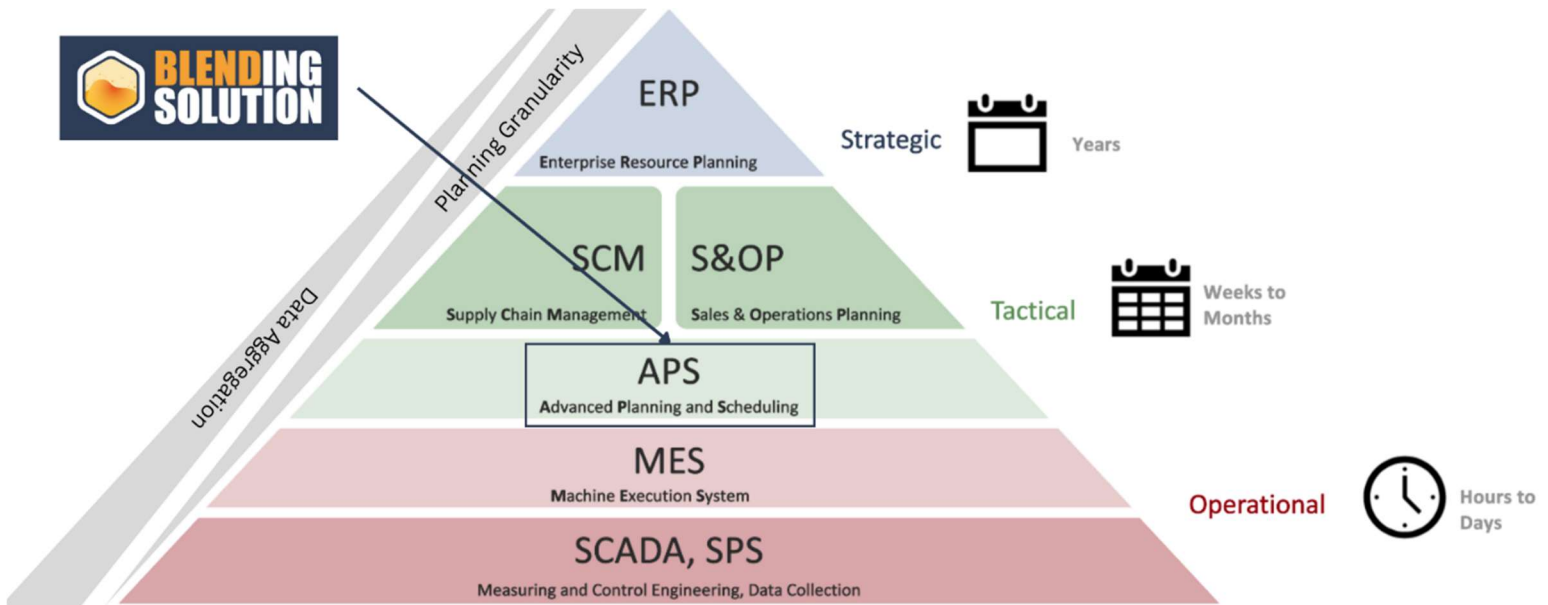 BLENDING
SOLUTION
Planning Granularity
Data Aggregation
ERP
Enterprise Resource Planning
Strategic
Years
SCM
Supply Chain Management
S&OP
Sales & Operations Planning
Tactical
Weeks to
Months
APS
Advanced Planning and Scheduling
MES
Machine Execution System
Operational
Hours to
Days
SCADA, SPS
Measuring and Control Engineering, Data Collection